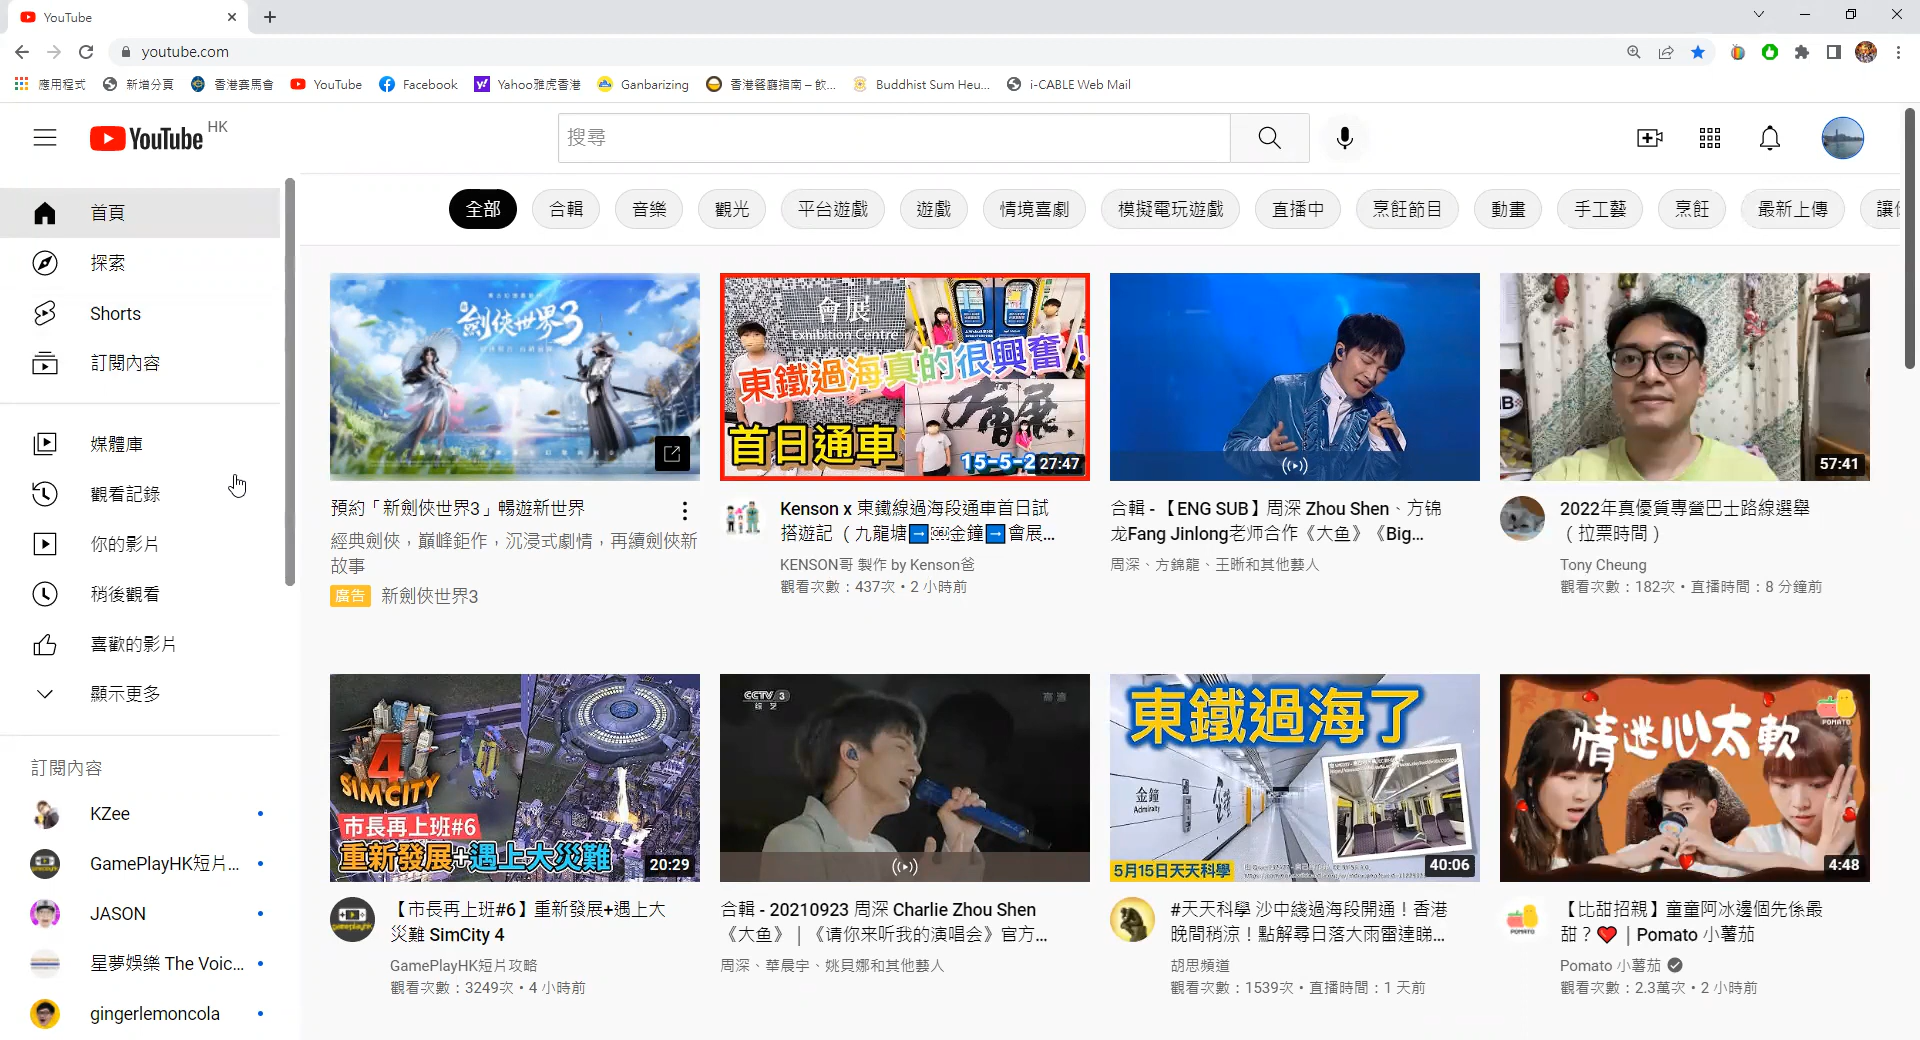 YouTube
youtube.com
應用程式
新增分頁
香港賽馬會
YouTube
Facebook
Yahoo雅虎香港
Ganbarizing
香港餐廳指南 – 飲...
Buddhist Sum Heu...
i-CABLE Web Mail
YouTube HK
搜尋
全部
合輯
音樂
觀光
平台遊戲
遊戲
情境喜劇
模擬電玩遊戲
直播中
烹飪節目
動畫
手工藝
烹飪
最新上傳
首頁
探索
Shorts
訂閱內容
媒體庫
觀看記錄
你的影片
稍後觀看
喜歡的影片
顯示更多
訂閱內容
KZee
GamePlayHK短片...
JASON
星夢娛樂 The Voic...
gingerlemoncola
劍俠世界3
預約「新劍俠世界3」暢遊新世界
經典劍俠，巔峰鉅作，沉浸式劇情，再續劍俠新
故事
廣告 新劍俠世界3
會展
Exhibition Centre
東鐵過海真的很興奮！
會展
首日通車
15-5-2
27:47
Kenson x 東鐵線過海段通車首日試
搭遊記 （九龍塘➡️金鐘➡️會展...
KENSON哥 製作 by Kenson爸
觀看次數：437次 • 2 小時前
合輯 - 【ENG SUB】周深 Zhou Shen、方锦
龙Fang Jinlong老师合作《大鱼》《Big...
周深、方錦龍、王晰和其他藝人
57:41
2022年真優質專營巴士路線選舉
（拉票時間）
Tony Cheung
觀看次數：182次 • 直播時間：8 分鐘前
4
SIMCITY
市長再上班#6
重新發展+遇上大災難
20:29
【市長再上班#6】重新發展+遇上大
災難 SimCity 4
GamePlayHK短片攻略
觀看次數：3249次 • 4 小時前
CCTV 3
综艺
高清
合輯 - 20210923 周深 Charlie Zhou Shen
《大鱼》｜《请你来听我的演唱会》官方...
周深、華晨宇、姚貝娜和其他藝人
東鐵過海了
金鐘
Admiralty
5月15日天天科學
40:06
#天天科學 沙中綫過海段開通！香港
晚間稍涼！點解尋日落大雨雷達睇...
胡思頻道
觀看次數：1539次 • 直播時間：1 天前
情迷心太軟
POMATO
4:48
【比甜招親】童童阿冰邊個先係最
甜？❤️｜Pomato 小薯茄
Pomato 小薯茄
觀看次數：2.3萬次 • 2 小時前